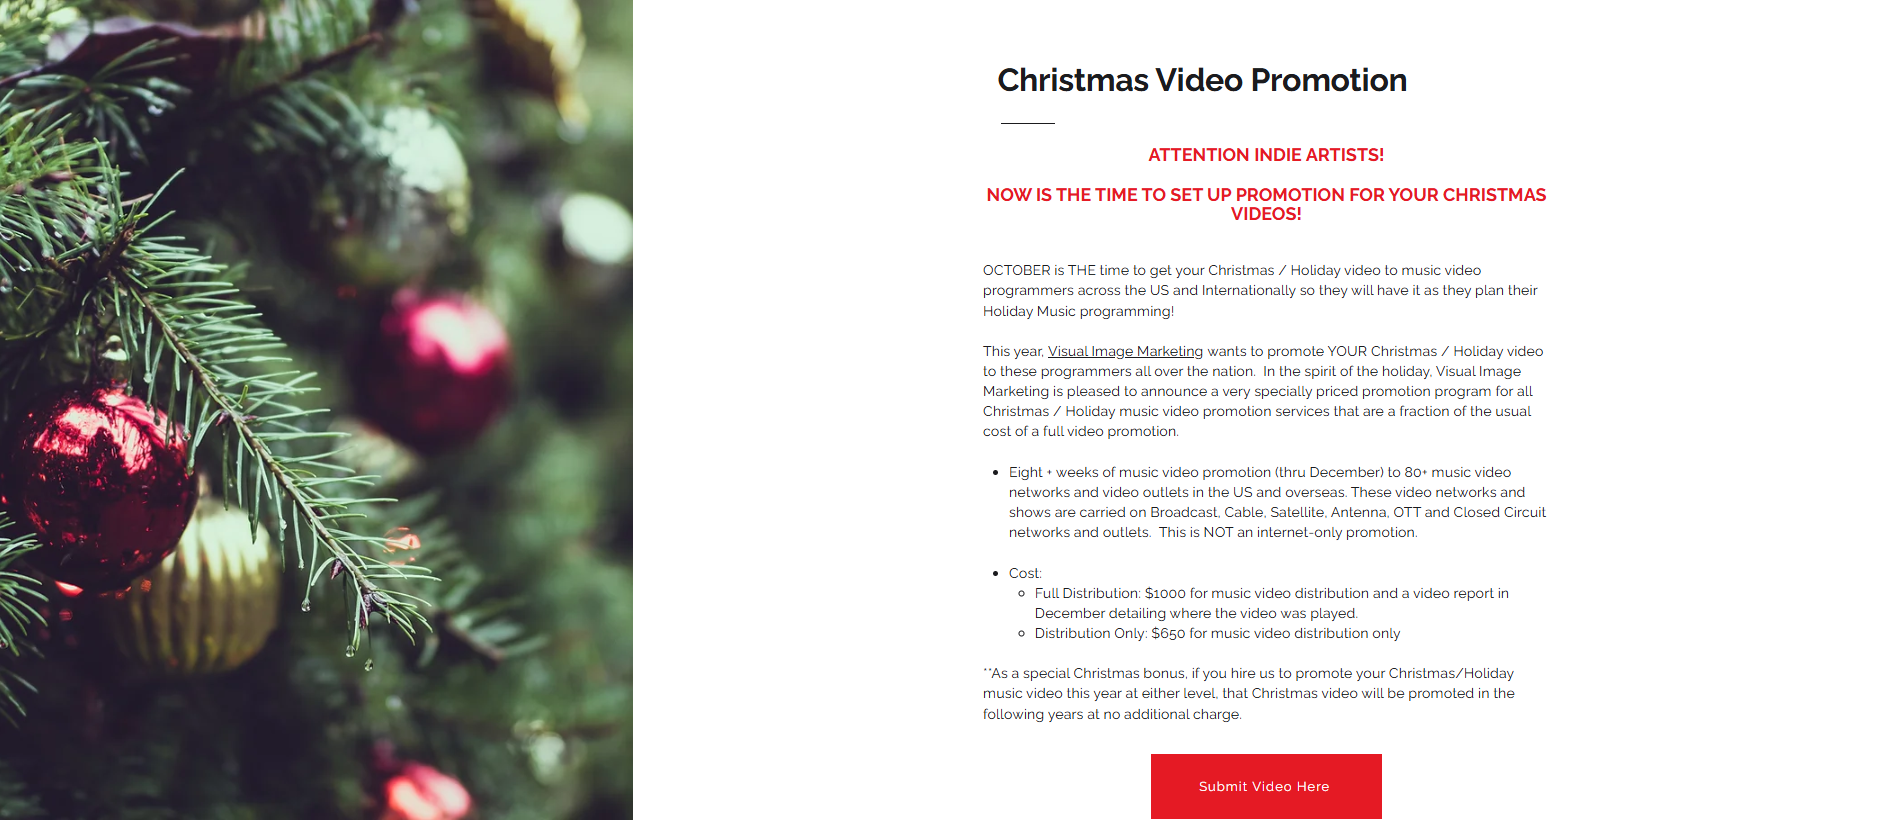 Christmas Video Promotion
ATTENTION INDIE ARTISTS!
NOW IS THE TIME TO SET UP PROMOTION FOR YOUR CHRISTMAS
VIDEOS!
OCTOBER is THE time to get your Christmas / Holiday video to music video
programmers across the US and Internationally so they will have it as they plan their
Holiday Music programming!
This year, Visual Image Marketing wants to promote YOUR Christmas / Holiday video
to these programmers all over the nation.  In the spirit of the holiday, Visual Image
Marketing is pleased to announce a very specially priced promotion program for all
Christmas / Holiday music video promotion services that are a fraction of the usual
cost of a full video promotion.
• Eight + weeks of music video promotion (thru December) to 80+ music video
networks and video outlets in the US and overseas. These video networks and
shows are carried on Broadcast, Cable, Satellite, Antenna, OTT and Closed Circuit
networks and outlets.  This is NOT an internet-only promotion.
• Cost:
◦ Full Distribution: $1000 for music video distribution and a video report in
December detailing where the video was played.
◦ Distribution Only: $650 for music video distribution only
**As a special Christmas bonus, if you hire us to promote your Christmas/Holiday
music video this year at either level, that Christmas video will be promoted in the
following years at no additional charge.
Submit Video Here